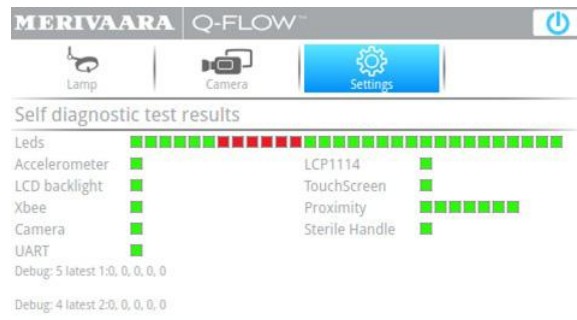 MERIVAARA Q-FLOW™
Lamp Camera Settings
Self diagnostic test results
Leds
Accelerometer LCP1114
LCD backlight TouchScreen
Xbee Proximity
Camera Sterile Handle
UART
Debug: 5 latest 1:0, 0, 0, 0, 0
Debug: 4 latest 2:0, 0, 0, 0, 0